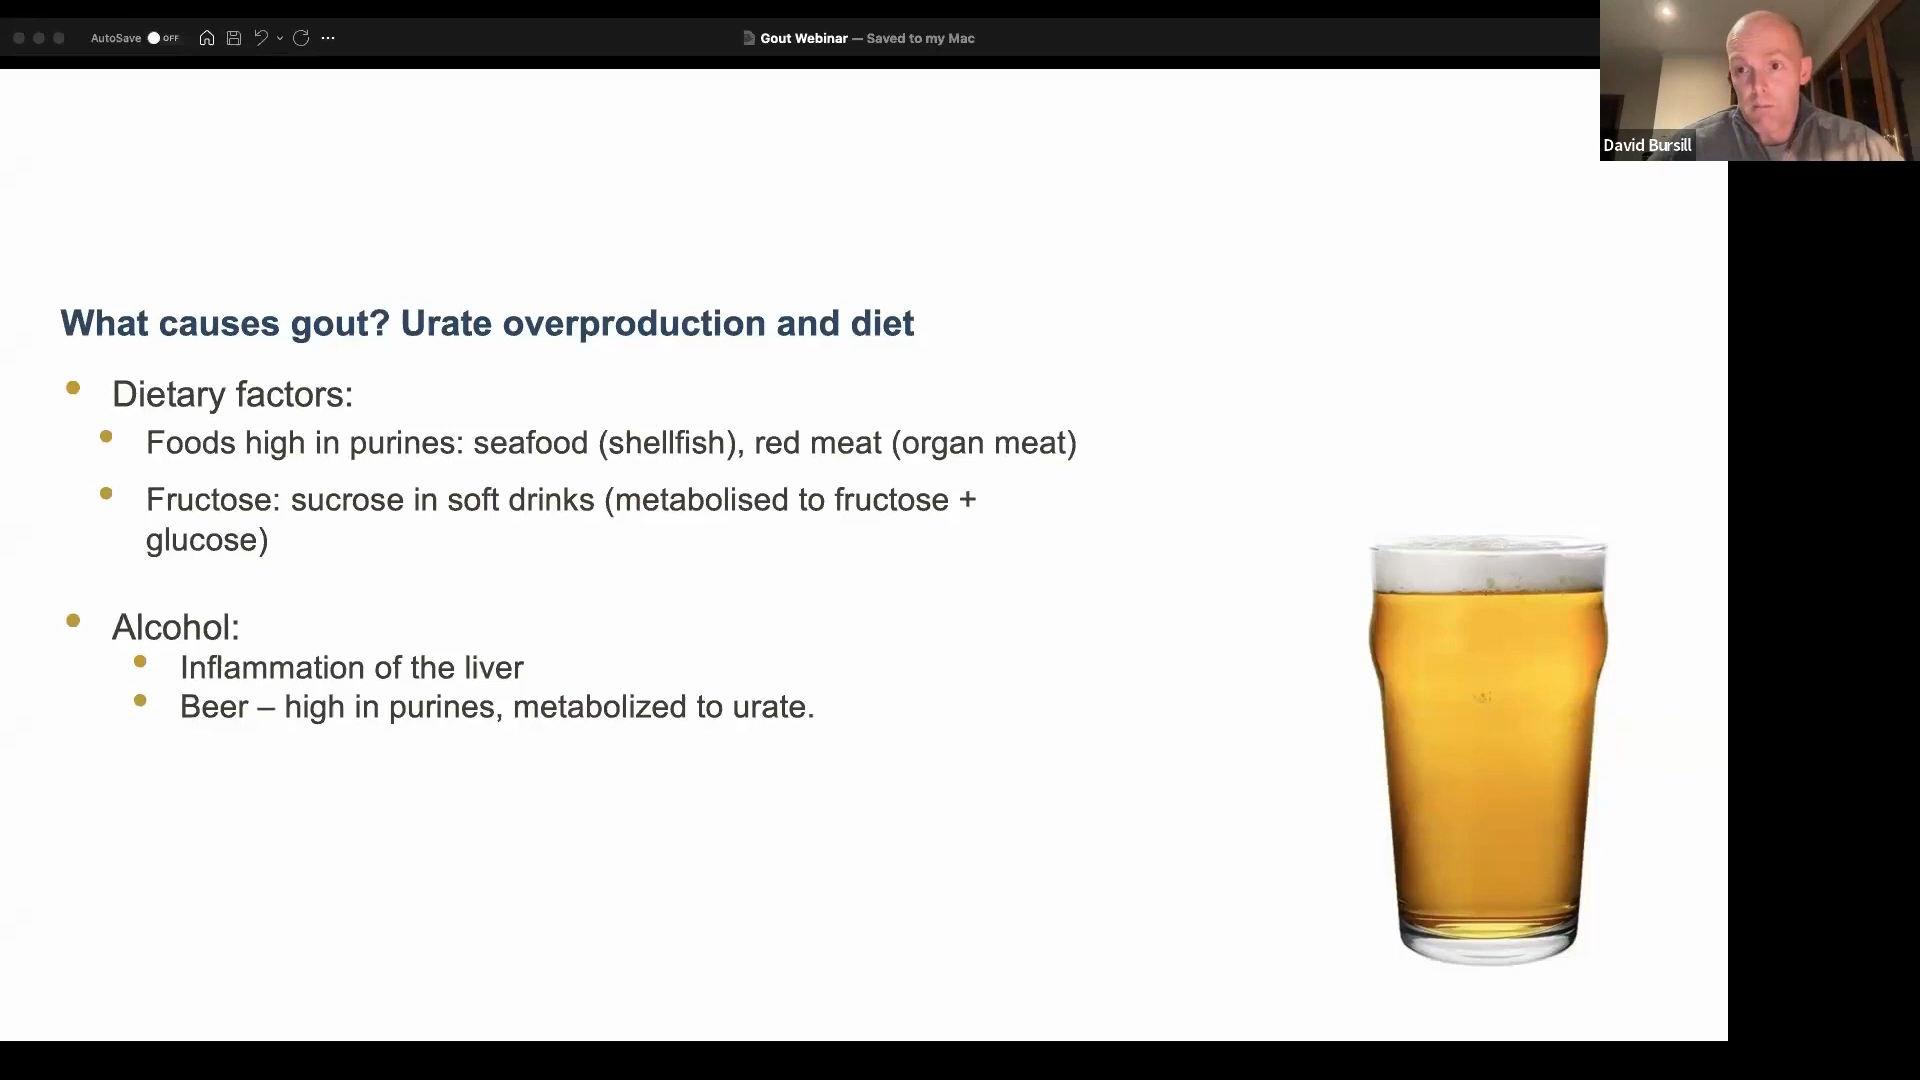 AutoSave OFF
Gout Webinar — Saved to my Mac
David Bursill
What causes gout? Urate overproduction and diet
Dietary factors:
Foods high in purines: seafood (shellfish), red meat (organ meat)
Fructose: sucrose in soft drinks (metabolised to fructose +
glucose)
Alcohol:
Inflammation of the liver
Beer – high in purines, metabolized to urate.